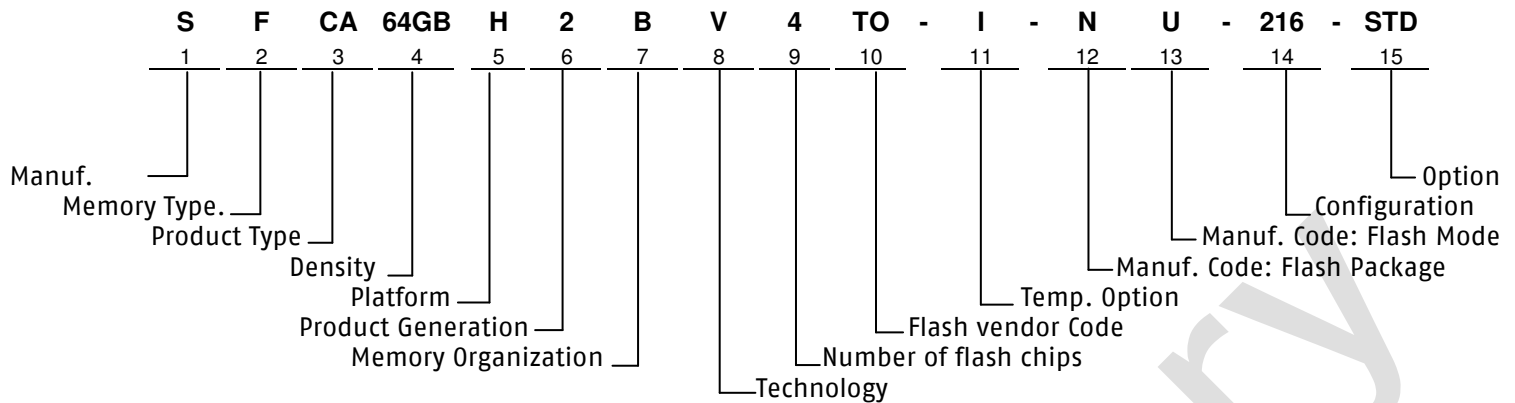 S F CA 64GB H 2 B V 4 TO - I - N U - 216 - STD
1 2 3 4 5 6 7 8 9 10 11 12 13 14 15
Manuf. Option
Memory Type. Configuration
Product Type Manuf. Code: Flash Mode
Density Manuf. Code: Flash Package
Platform Temp. Option
Product Generation Flash vendor Code
Memory Organization Number of flash chips
Technology